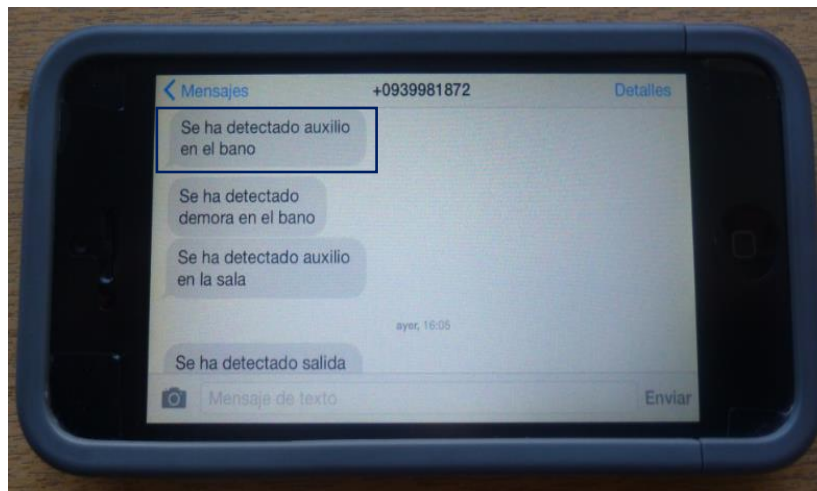 Mensajes +0939981872 Detalles
Se ha detectado auxilio
en el bano
Se ha detectado
demora en el bano
Se ha detectado auxilio
en la sala
ayer, 16:05
Se ha detectado salida
Mensaje de texto Enviar